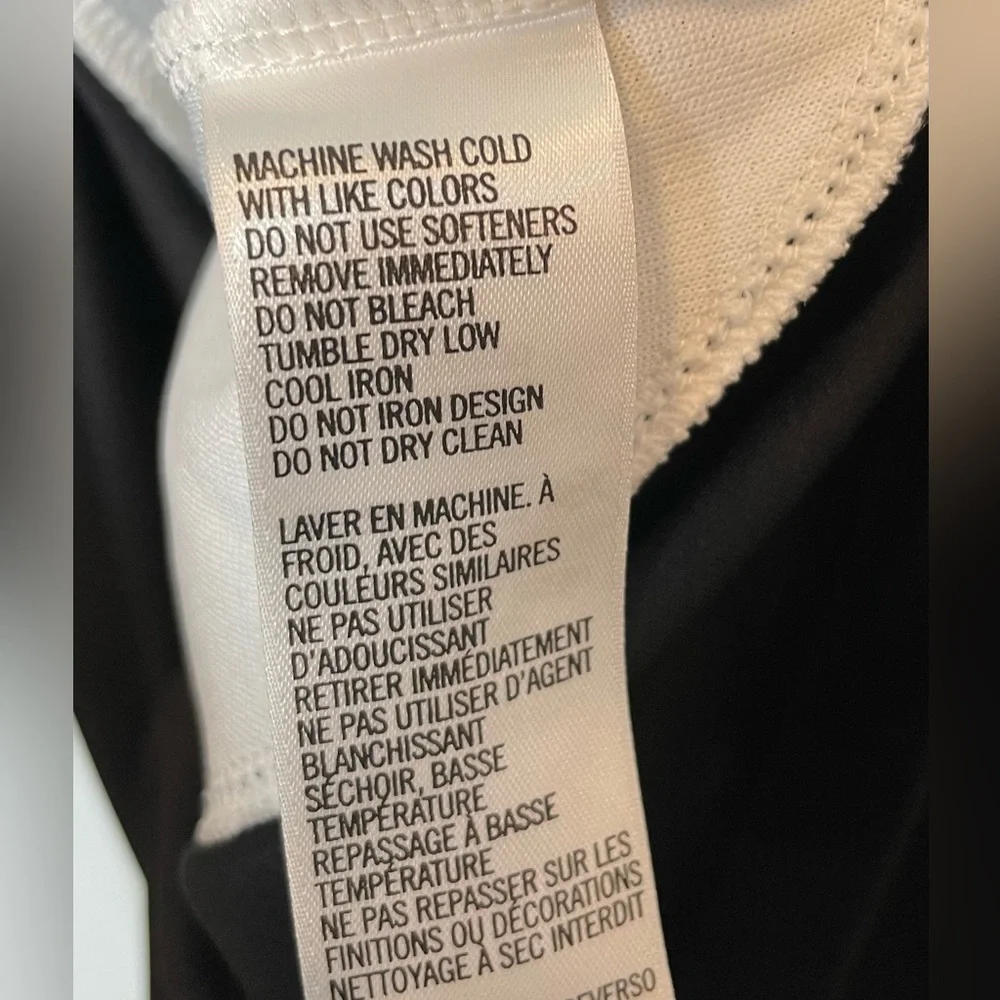 MACHINE WASH COLD
WITH LIKE COLORS
DO NOT USE SOFTENERS
REMOVE IMMEDIATELY
DO NOT BLEACH
TUMBLE DRY LOW
COOL IRON
DO NOT IRON DESIGN
DO NOT DRY CLEAN
LAVER EN MACHINE. À
FROID, AVEC DES
COULEURS SIMILAIRES
NE PAS UTILISER
D'ADOUCISSANT
RETIRER IMMÉDIATEMENT
NE PAS UTILISER D'AGENT
BLANCHISSANT
SÉCHOIR, BASSE
TEMPÉRATURE
REPASSAGE À BASSE
TEMPÉRATURE
NE PAS REPASSER SUR LES
FINITIONS OU DÉCORATIONS
NETTOYAGE À SEC INTERDIT